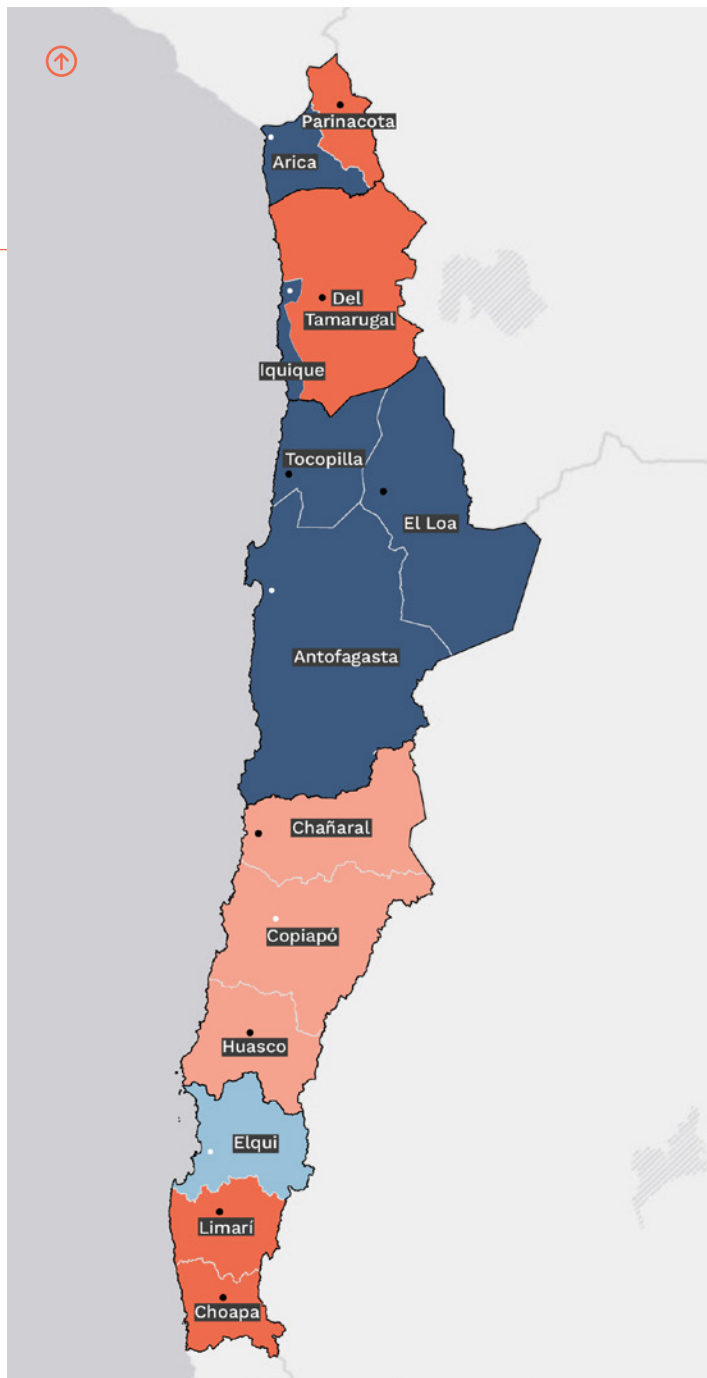 Parinacota
Arica
Del
Tamarugal
Iquique
Tocopilla
El Loa
Antofagasta
Chañaral
Copiapó
Huasco
Elqui
Limarí
Choapa